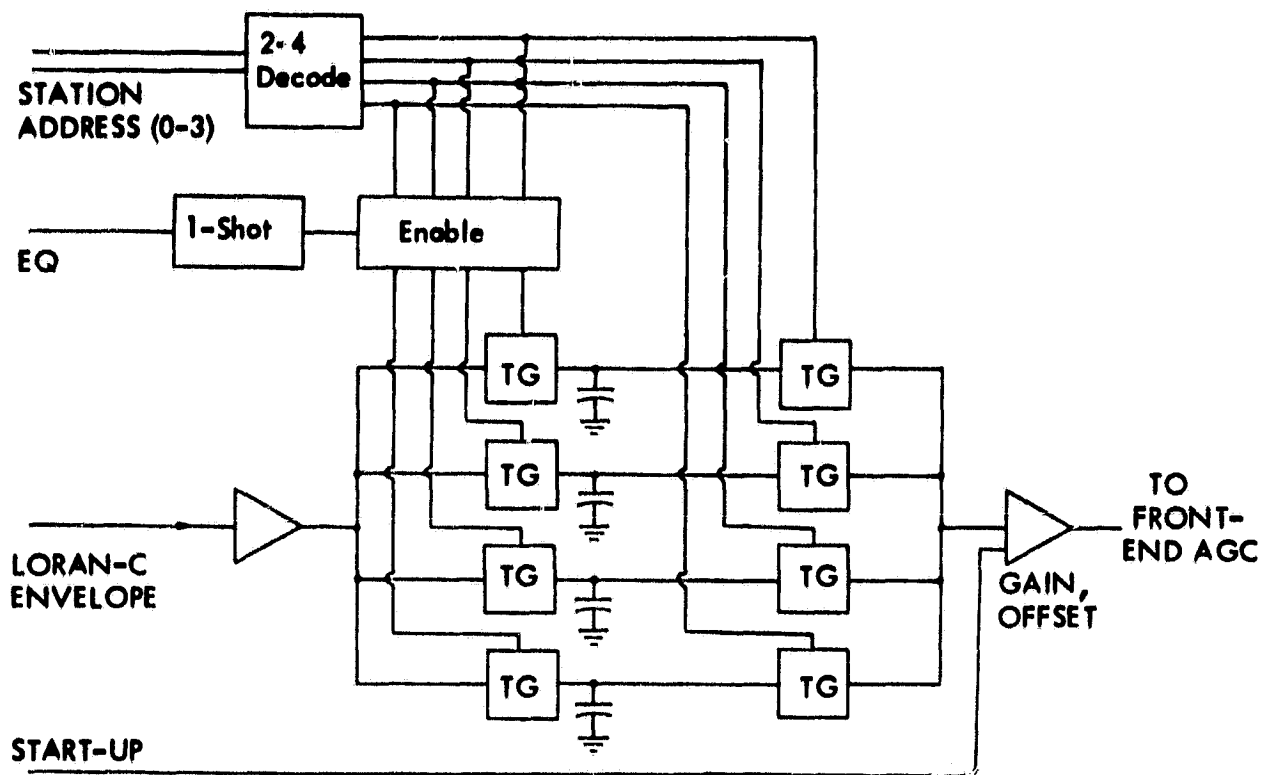 2-4
Decode
STATION
ADDRESS (0-3)
1-Shot
Enable
EQ
TG
TG
TG
TG
TG
TG
TG
TG
LORAN-C
ENVELOPE
TO
FRONT-
END AGC
GAIN,
OFFSET
START-UP